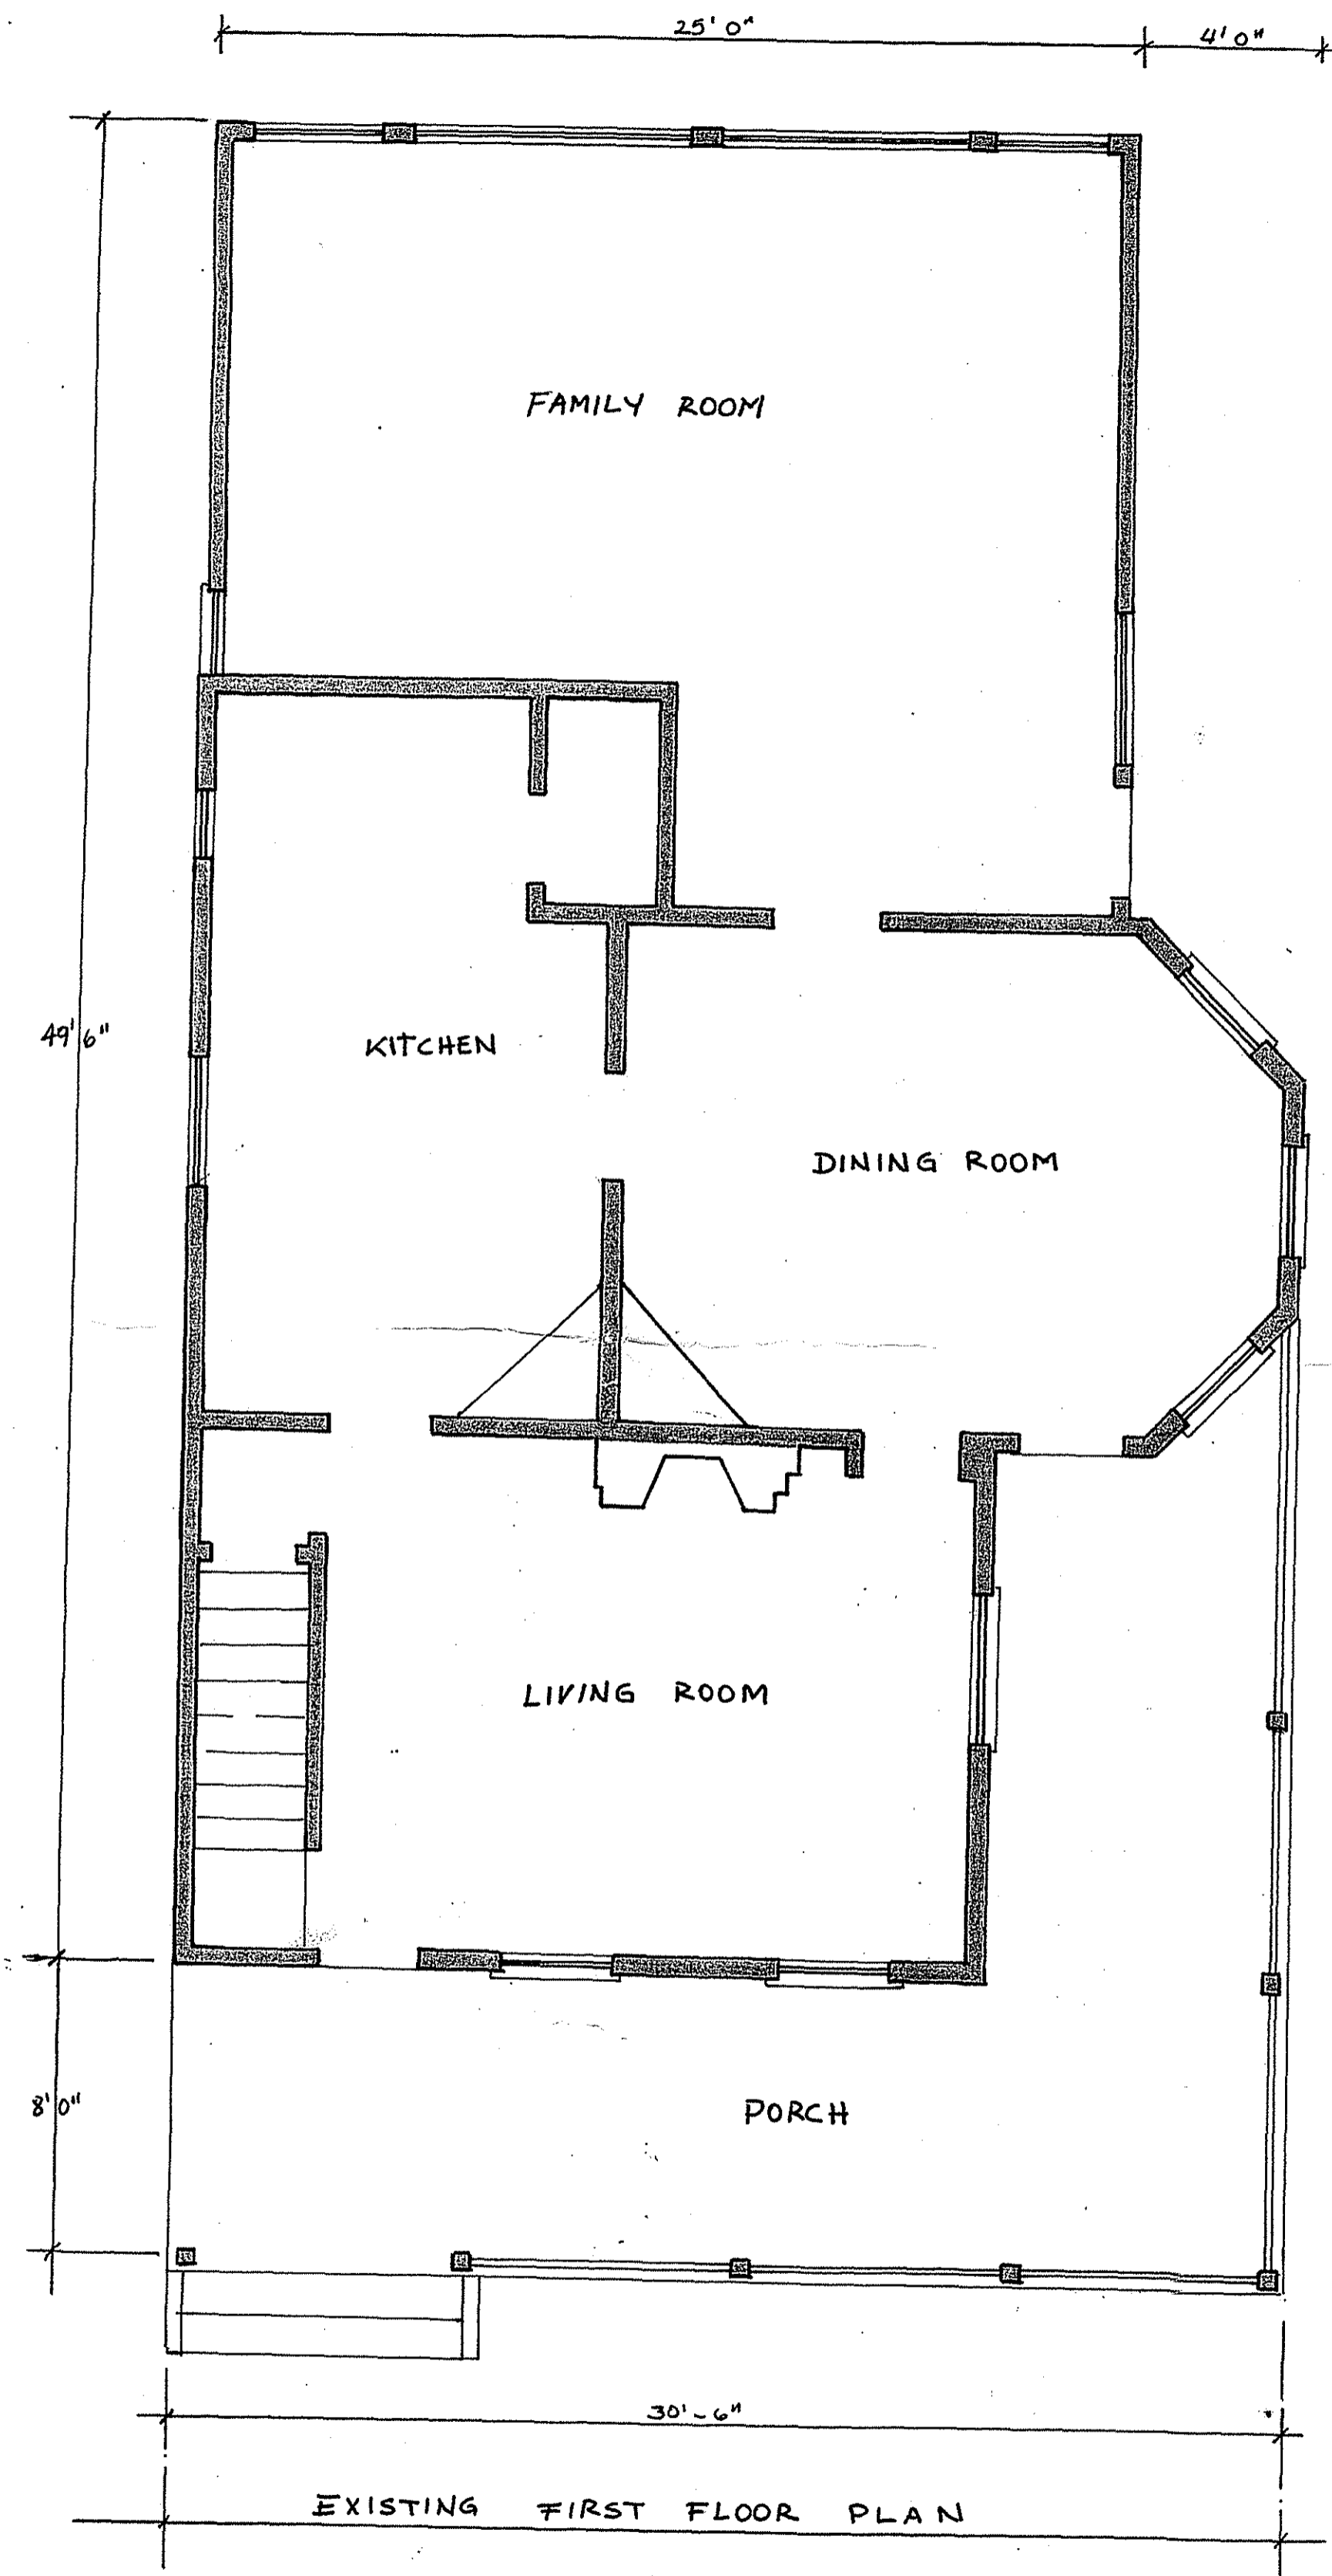 25' 0"
4' 0"
FAMILY ROOM
49' 6"
KITCHEN
DINING ROOM
LIVING ROOM
8' 0"
PORCH
30' - 6"
EXISTING FIRST FLOOR PLAN